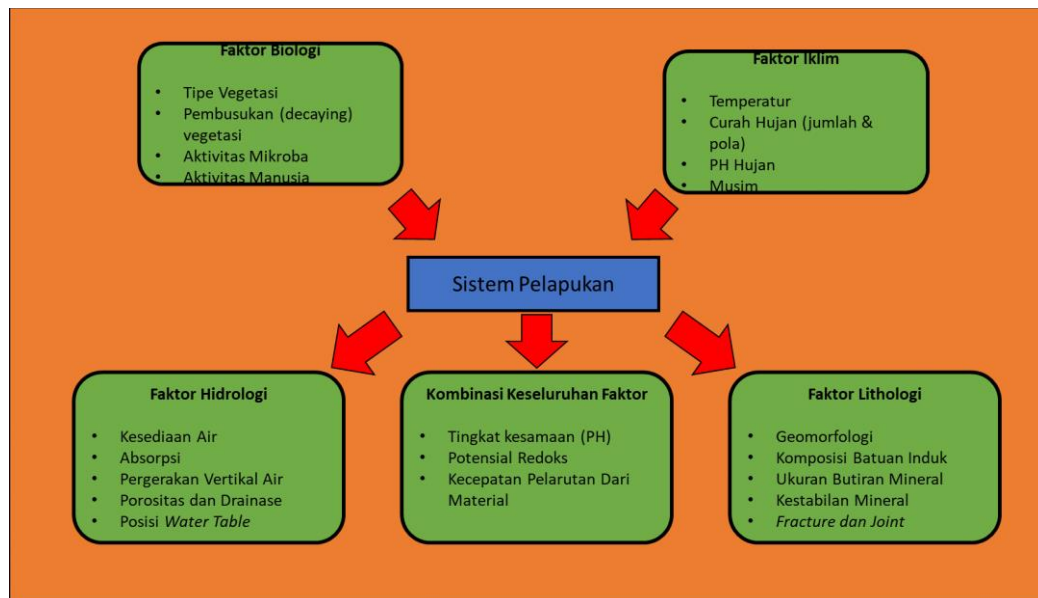 Faktor Biologi
• Tipe Vegetasi
• Pembusukan (decaying)
vegetasi
• Aktivitas Mikroba
• Aktivitas Manusia
Faktor Iklim
• Temperatur
• Curah Hujan (jumlah &
pola)
• PH Hujan
• Musim
Sistem Pelapukan
Faktor Hidrologi
• Kesediaan Air
• Absorpsi
• Pergerakan Vertikal Air
• Porositas dan Drainase
• Posisi Water Table
Kombinasi Keseluruhan Faktor
• Tingkat kesamaan (PH)
• Potensial Redoks
• Kecepatan Pelarutan Dari
Material
Faktor Lithologi
• Geomorfologi
• Komposisi Batuan Induk
• Ukuran Butiran Mineral
• Kestabilan Mineral
• Fracture dan Joint